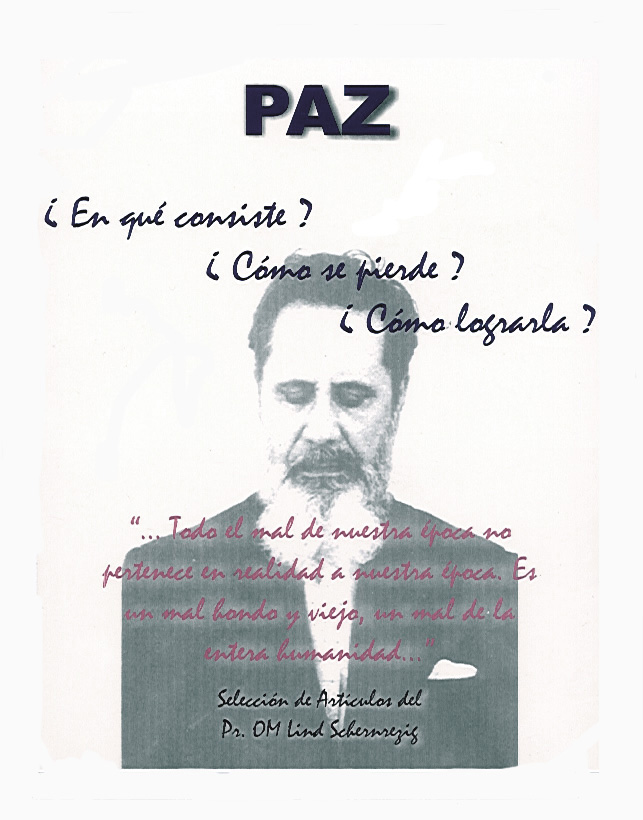 PAZ
¿ En qué consiste ?
¿ Cómo se pierde ?
¿ Cómo lograrla ?
“... Todo el mal de nuestra época no
pertenece en realidad a nuestra época. Es
un mal hondo y viejo, un mal de la
entera humanidad...”
Selección de Artículos del
Pr. OM Lind Schernrezig